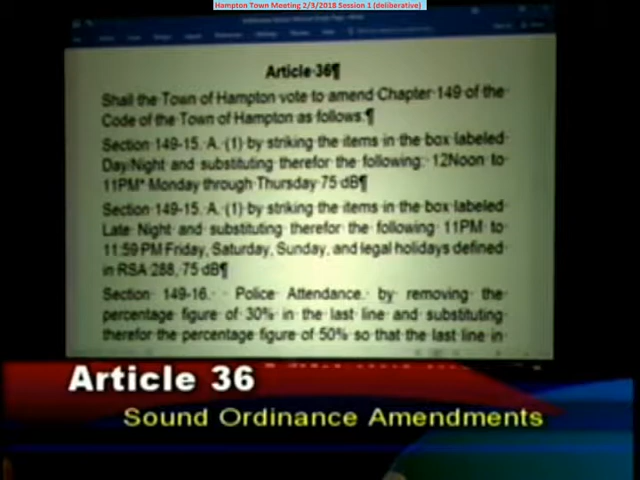 Hampton Town Meeting 2/3/2018 Session 1 (deliberative)
Article 36¶
Shall the Town of Hampton vote to amend Chapter 149 of the
Code of the Town of Hampton as follows:¶
Section 149-15. A. (1) by striking the items in the box labeled
Day/Night and substituting therefor the following: 12Noon to
11PM* Monday through Thursday 75 dB¶
Section 149-15. A. (1) by striking the items in the box labeled
Late Night and substituting therefor the following 11PM to
11:59 PM Friday, Saturday, Sunday, and legal holidays defined
in RSA 288, 75 dB¶
Section 149-16. Police Attendance. by removing the
percentage figure of 30% in the last line and substituting
therefor the percentage figure of 50% so that the last line in
Article 36
Sound Ordinance Amendments